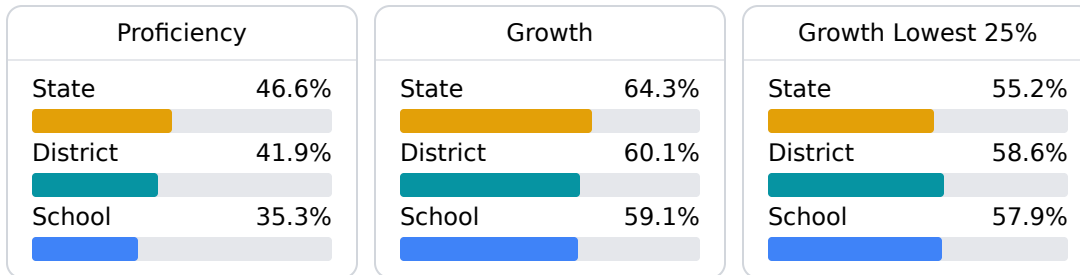 Proficiency
State 46.6%
District 41.9%
School 35.3%
Growth
State 64.3%
District 60.1%
School 59.1%
Growth Lowest 25%
State 55.2%
District 58.6%
School 57.9%